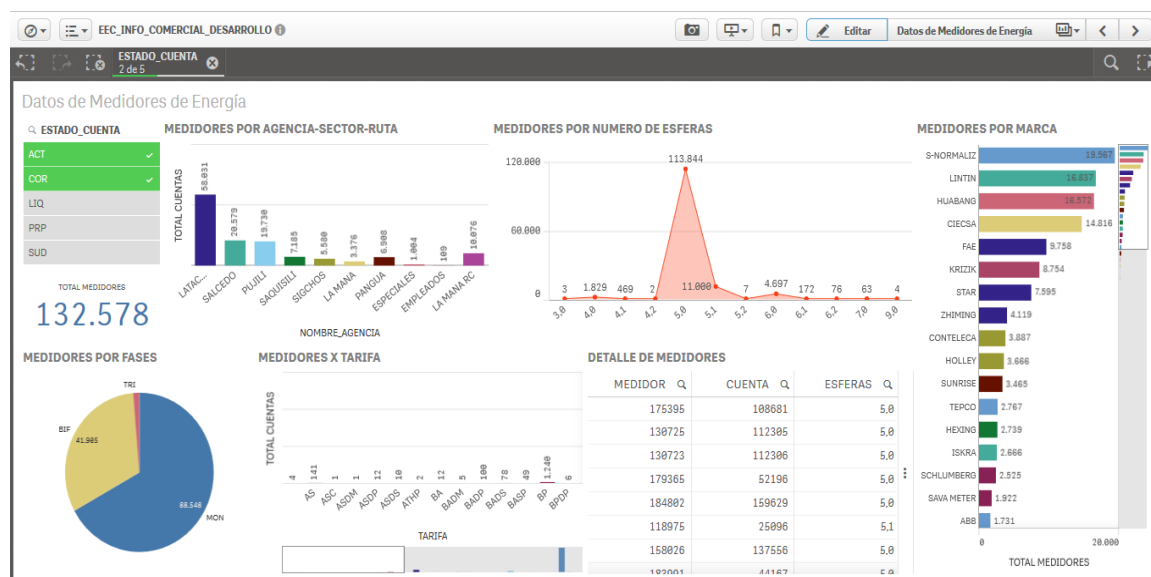 EEC_INFO_COMERCIAL_DESARROLLO
Editar
Datos de Medidores de Energía
ESTADO_CUENTA
2 de 5
Datos de Medidores de Energía
ESTADO_CUENTA
ACT
COR
LIQ
PRP
SUD
TOTAL MEDIDORES
132.578
MEDIDORES POR AGENCIA-SECTOR-RUTA
TOTAL CUENTAS
58.031
20.579
19.730
7.185
5.580
3.376
6.908
1.004
109
10.076
LATAC...
SALCEDO
PUJILI
SAQUISILI
SIGCHOS
LA MANA
PANGUA
ESPECIALES
EMPLEADOS
LA MANA RC
NOMBRE_AGENCIA
MEDIDORES POR NUMERO DE ESFERAS
120.000
60.000
0
3
1.829
469
2
113.844
11.000
7
4.697
172
76
63
4
3,0
4,0
4,1
4,2
5,0
5,1
5,2
6,0
6,1
6,2
7,0
9,0
MEDIDORES POR MARCA
S-NORMALIZ 19.567
LINTIN 16.837
HUABANG 16.572
CIECSA 14.816
FAE 9.758
KRIZIK 8.754
STAR 7.595
ZHIMING 4.119
CONTELECA 3.887
HOLLEY 3.666
SUNRISE 3.465
TEPCO 2.767
HEXING 2.739
ISKRA 2.666
SCHLUMBERG 2.525
SAVA METER 1.922
ABB 1.731
0 20.000
TOTAL MEDIDORES
MEDIDORES POR FASES
TRI
BIF
41.905
88.548
MON
MEDIDORES X TARIFA
TOTAL CUENTAS
4
141
1
1
12
10
2
12
5
100
78
49
1.240
6
AS
ASC
ASDM
ASDP
ASDS
ATHP
BA
BADM
BADP
BADS
BASP
BP
BPDP
TARIFA
DETALLE DE MEDIDORES
MEDIDOR CUENTA ESFERAS
175395 108681 5,0
130725 112305 5,0
130723 112306 5,0
179365 52196 5,0
184802 159629 5,0
118975 25096 5,1
158026 137556 5,0
183991 44167 5,0